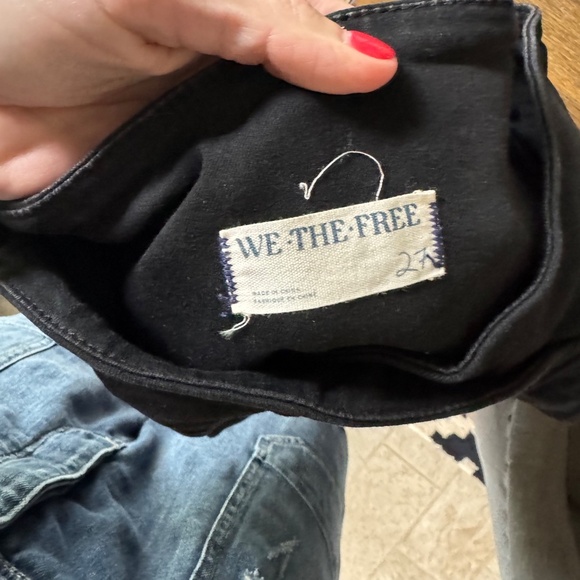 WE·THE·FREE
27
MADE IN CHINA
FABRIQUÉ EN CHINE